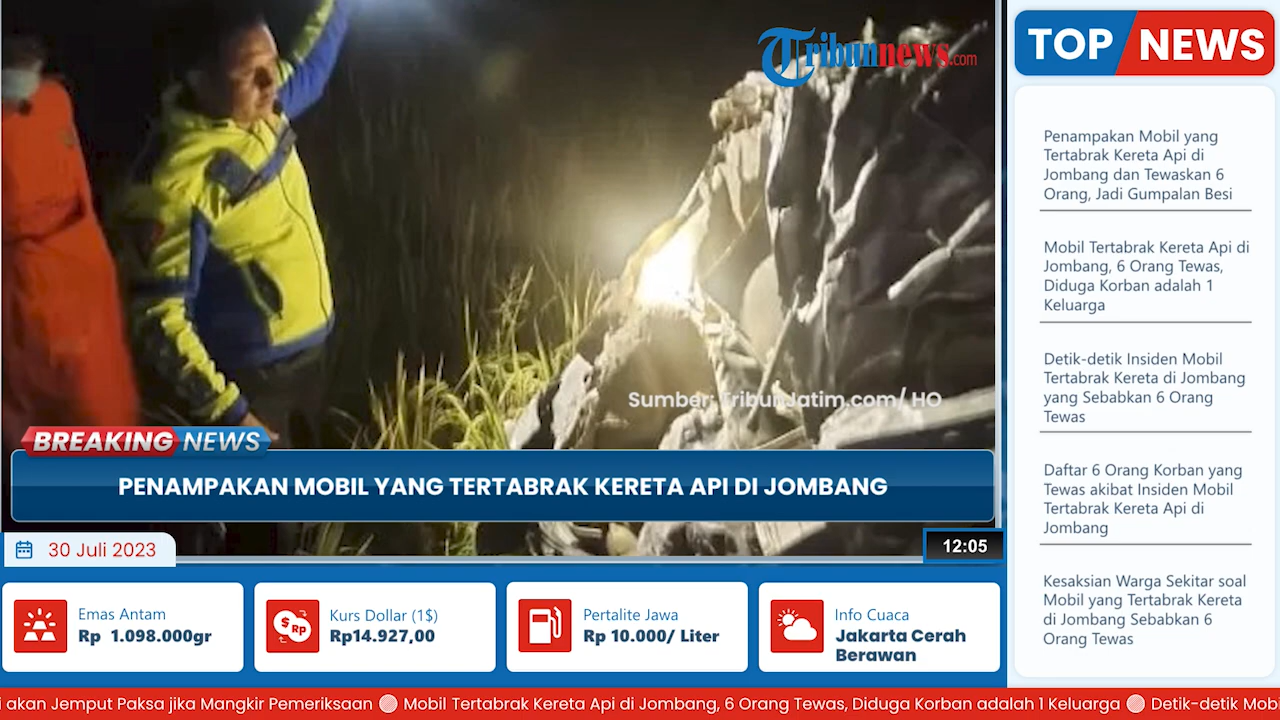 Tribunnews.com
TOP NEWS
Penampakan Mobil yang
Tertabrak Kereta Api di
Jombang dan Tewaskan 6
Orang, Jadi Gumpalan Besi
Mobil Tertabrak Kereta Api di
Jombang, 6 Orang Tewas,
Diduga Korban adalah 1
Keluarga
Detik-detik Insiden Mobil
Tertabrak Kereta di Jombang
yang Sebabkan 6 Orang
Tewas
Daftar 6 Orang Korban yang
Tewas akibat Insiden Mobil
Tertabrak Kereta Api di
Jombang
Kesaksian Warga Sekitar soal
Mobil yang Tertabrak Kereta
di Jombang Sebabkan 6
Orang Tewas
Sumber: TribunJatim.com/ HO
BREAKING NEWS
PENAMPAKAN MOBIL YANG TERTABRAK KERETA API DI JOMBANG
30 Juli 2023
12:05
Emas Antam
Rp 1.098.000gr
Kurs Dollar (1$)
Rp14.927,00
Pertalite Jawa
Rp 10.000/ Liter
Info Cuaca
Jakarta Cerah
Berawan
akan Jemput Paksa jika Mangkir Pemeriksaan Mobil Tertabrak Kereta Api di Jombang, 6 Orang Tewas, Diduga Korban adalah 1 Keluarga Detik-detik Mob